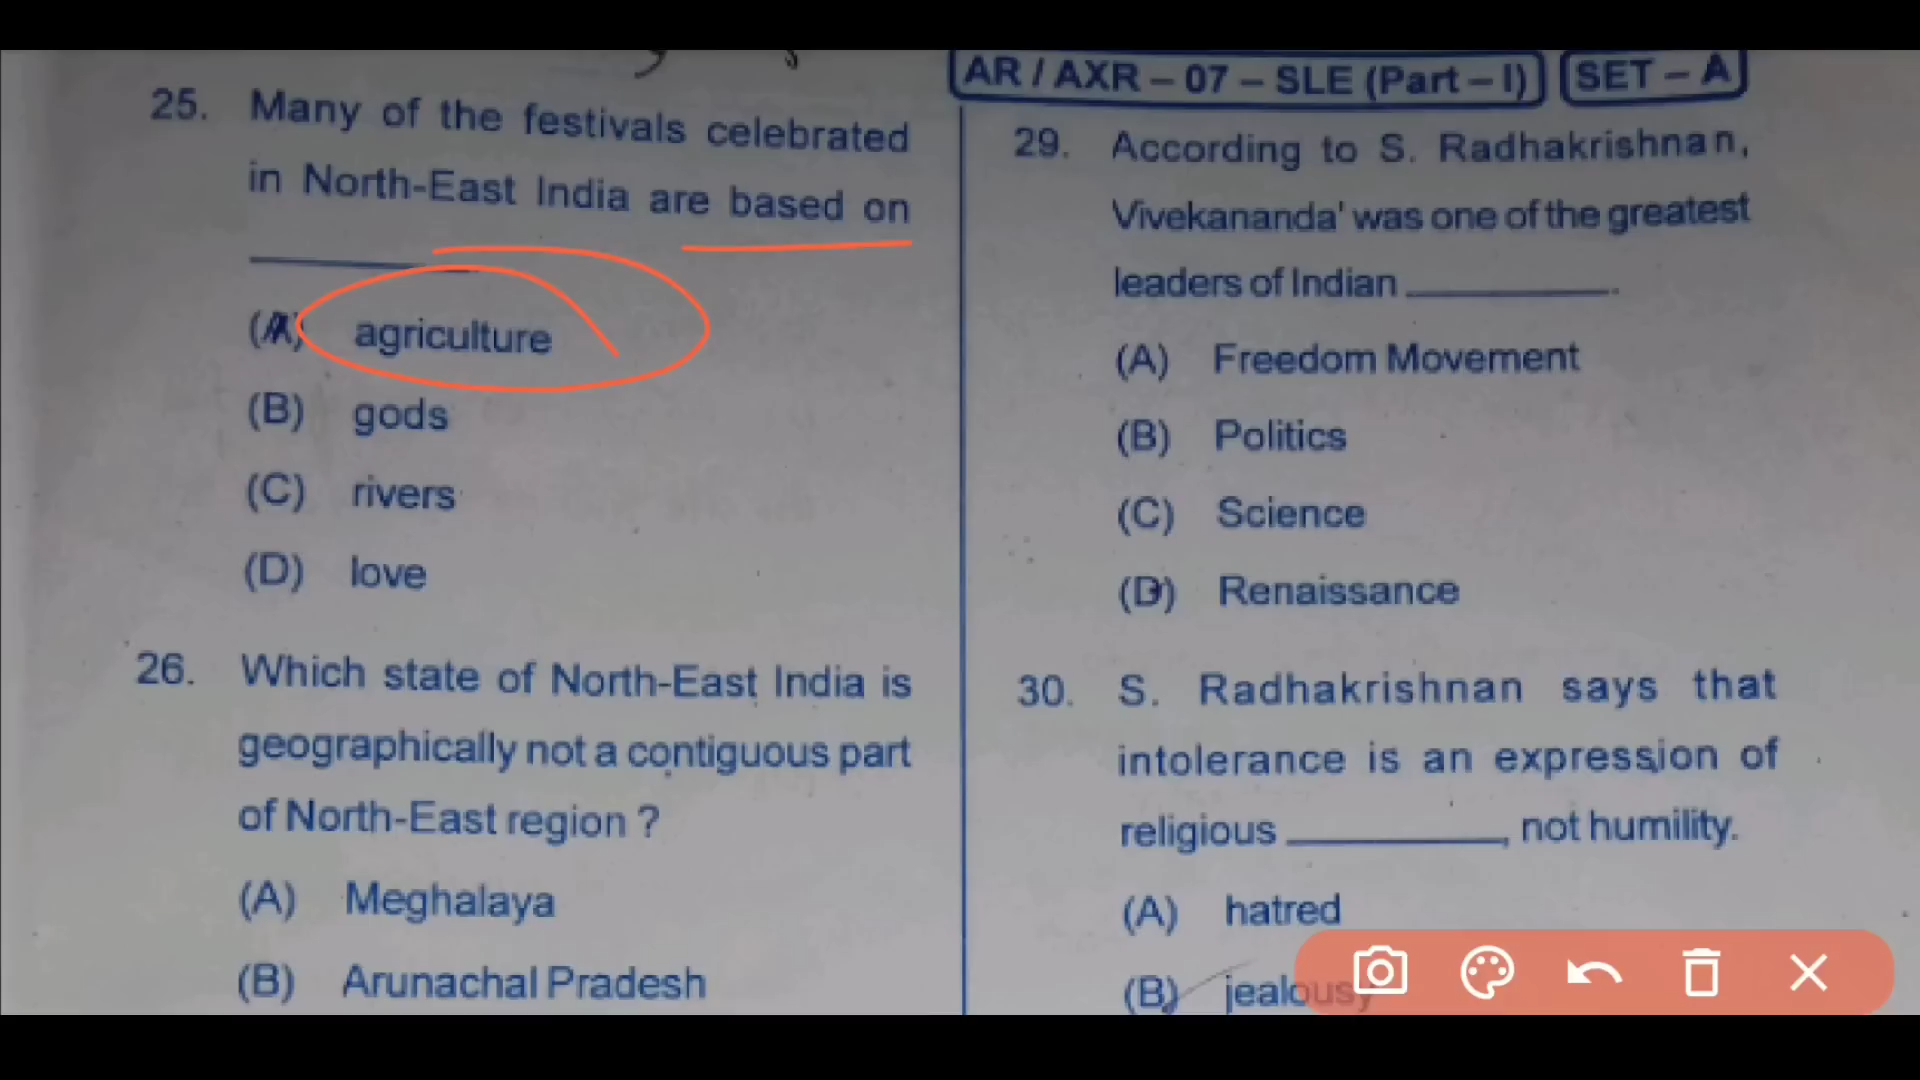 AR / AXR – 07 – SLE (Part – I) SET – A
25. Many of the festivals celebrated
in North-East India are based on
(A) agriculture
(B) gods
(C) rivers
(D) love
26. Which state of North-East India is
geographically not a contiguous part
of North-East region ?
(A) Meghalaya
(B) Arunachal Pradesh
29. According to S. Radhakrishnan,
Vivekananda' was one of the greatest
leaders of Indian ___________.
(A) Freedom Movement
(B) Politics
(C) Science
(D) Renaissance
30. S. Radhakrishnan says that
intolerance is an expression of
religious ___________, not humility.
(A) hatred
(B) jealousy